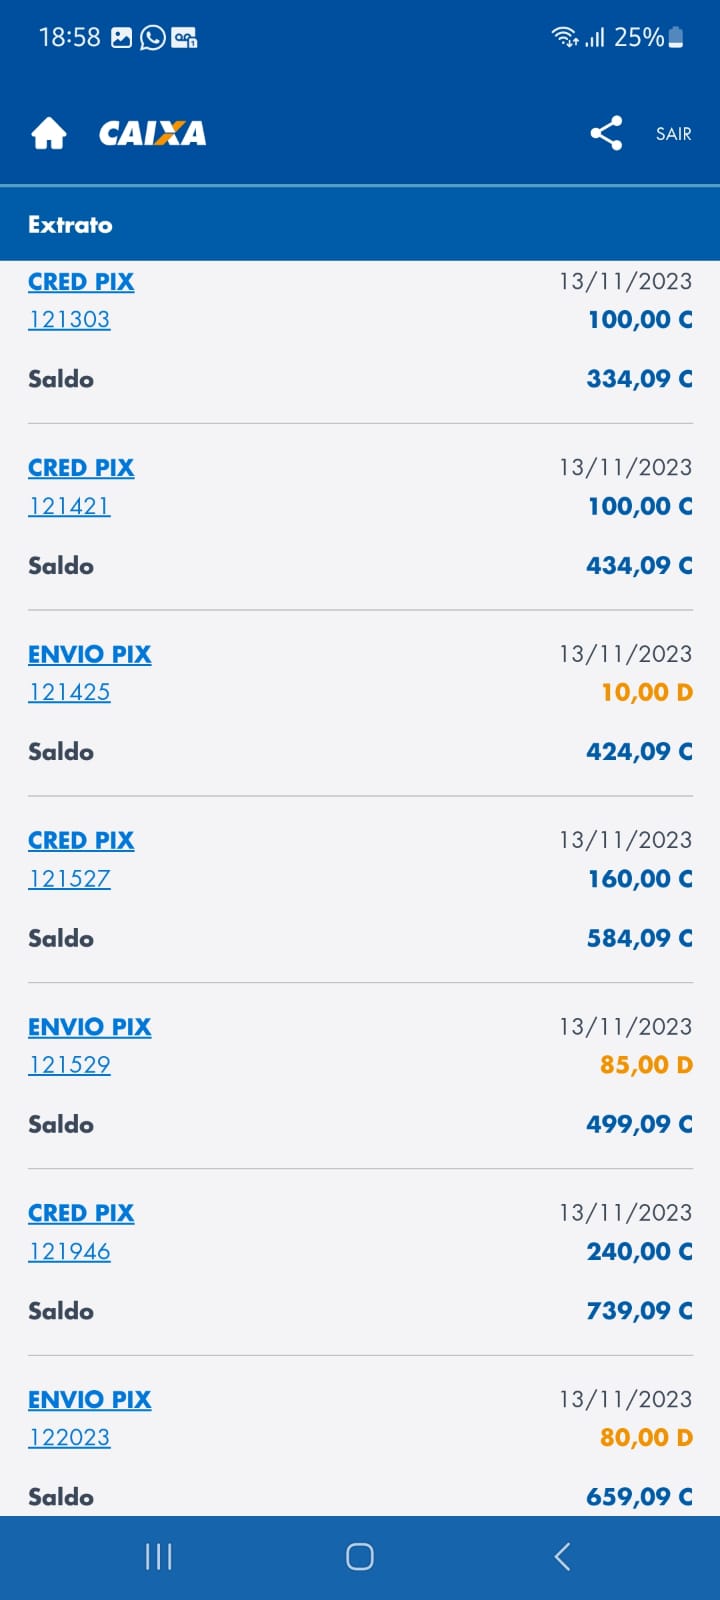 18:58
25%
CAIXA
SAIR
Extrato
CRED PIX 13/11/2023
121303 100,00 C
Saldo 334,09 C
CRED PIX 13/11/2023
121421 100,00 C
Saldo 434,09 C
ENVIO PIX 13/11/2023
121425 10,00 D
Saldo 424,09 C
CRED PIX 13/11/2023
121527 160,00 C
Saldo 584,09 C
ENVIO PIX 13/11/2023
121529 85,00 D
Saldo 499,09 C
CRED PIX 13/11/2023
121946 240,00 C
Saldo 739,09 C
ENVIO PIX 13/11/2023
122023 80,00 D
Saldo 659,09 C